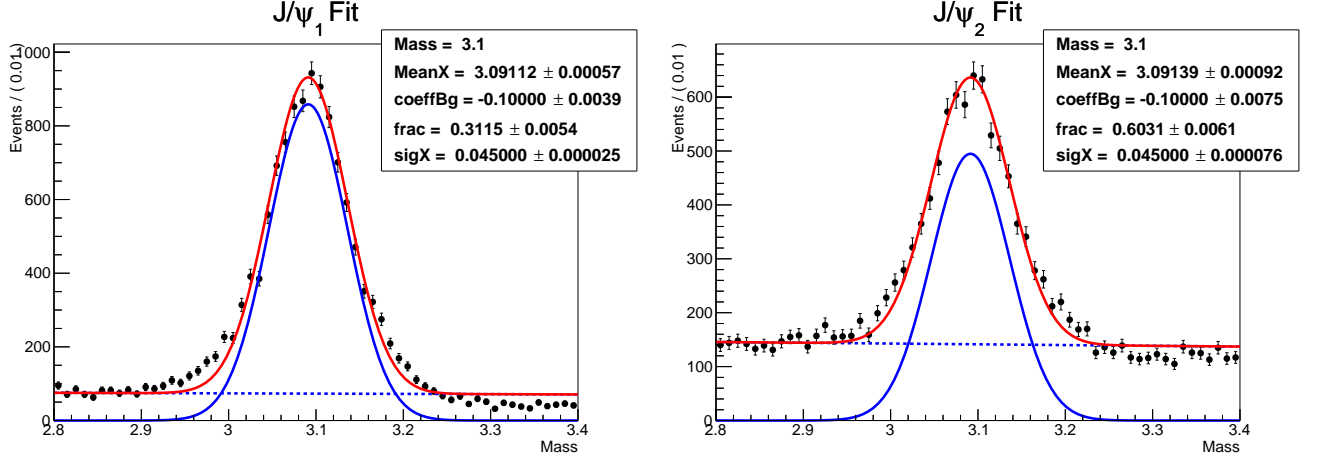 J/ψ1 Fit
Events / ( 0.01 )
1000
800
600
400
200
0
2.8 2.9 3 3.1 3.2 3.3 3.4
Mass
Mass = 3.1
MeanX = 3.09112 ± 0.00057
coeffBg = -0.10000 ± 0.0039
frac = 0.3115 ± 0.0054
sigX = 0.045000 ± 0.000025
J/ψ2 Fit
Events / ( 0.01 )
600
500
400
300
200
100
0
2.8 2.9 3 3.1 3.2 3.3 3.4
Mass
Mass = 3.1
MeanX = 3.09139 ± 0.00092
coeffBg = -0.10000 ± 0.0075
frac = 0.6031 ± 0.0061
sigX = 0.045000 ± 0.000076